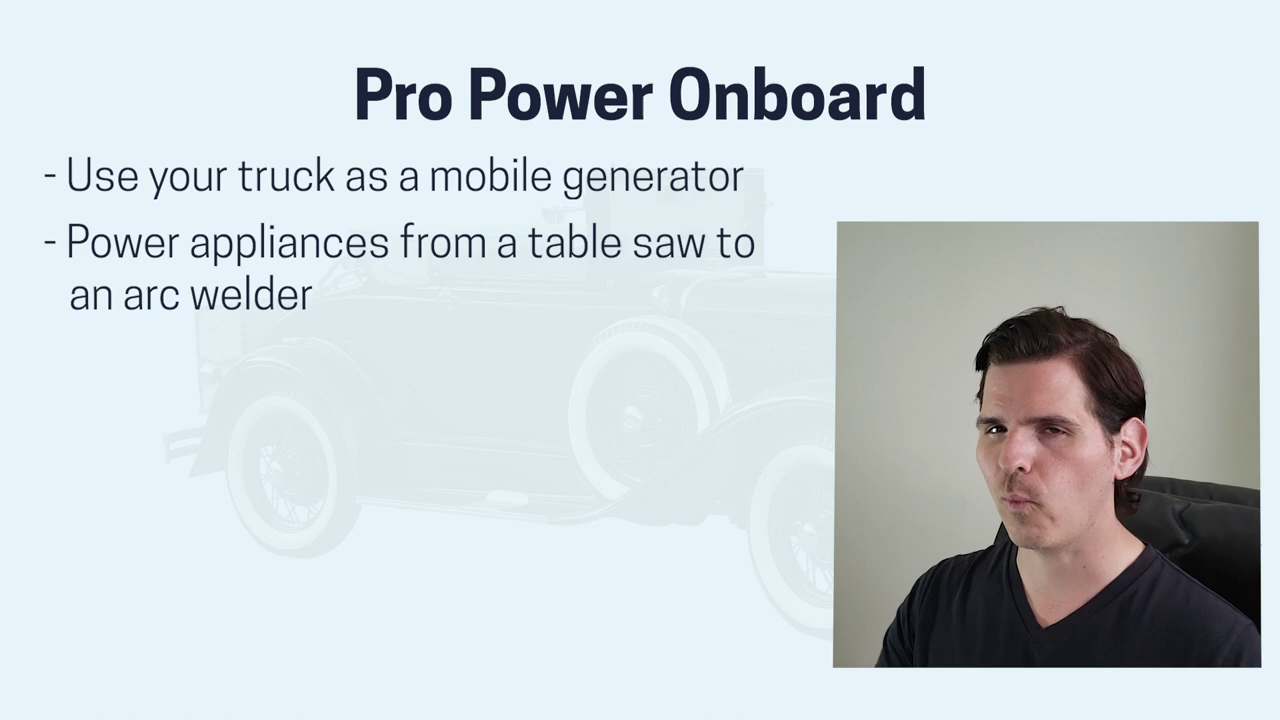 Pro Power Onboard
- Use your truck as a mobile generator
- Power appliances from a table saw to
an arc welder